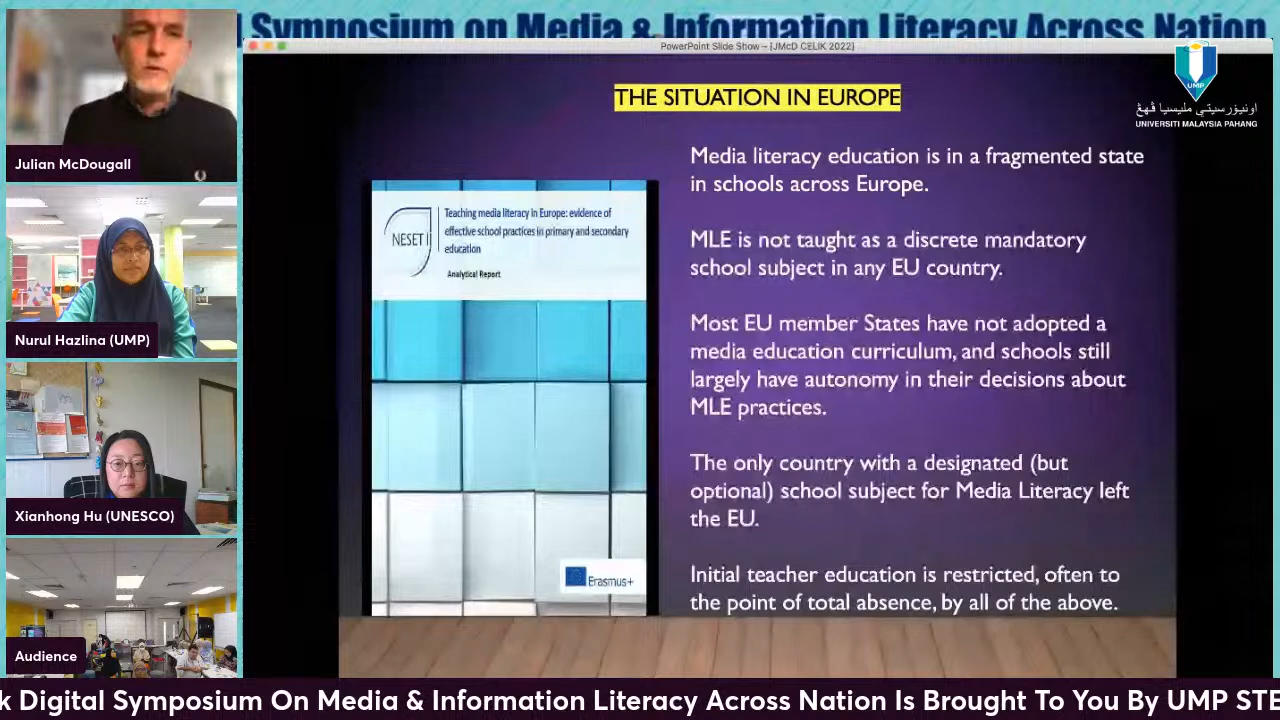 Symposium on Media & Information Literacy Across Nation
PowerPoint Slide Show – [JMcD CELIK 2022]
UMP
اونيۏرسيتي مليسيا ڤهڠ
UNIVERSITI MALAYSIA PAHANG
THE SITUATION IN EUROPE
Julian McDougall
Nurul Hazlina (UMP)
Xianhong Hu (UNESCO)
Audience
NESET
Teaching media literacy in Europe: evidence of
effective school practices in primary and secondary
education
Analytical Report
Erasmus+
Media literacy education is in a fragmented state
in schools across Europe.
MLE is not taught as a discrete mandatory
school subject in any EU country.
Most EU member States have not adopted a
media education curriculum, and schools still
largely have autonomy in their decisions about
MLE practices.
The only country with a designated (but
optional) school subject for Media Literacy left
the EU.
Initial teacher education is restricted, often to
the point of total absence, by all of the above.
k Digital Symposium On Media & Information Literacy Across Nation Is Brought To You By UMP STE